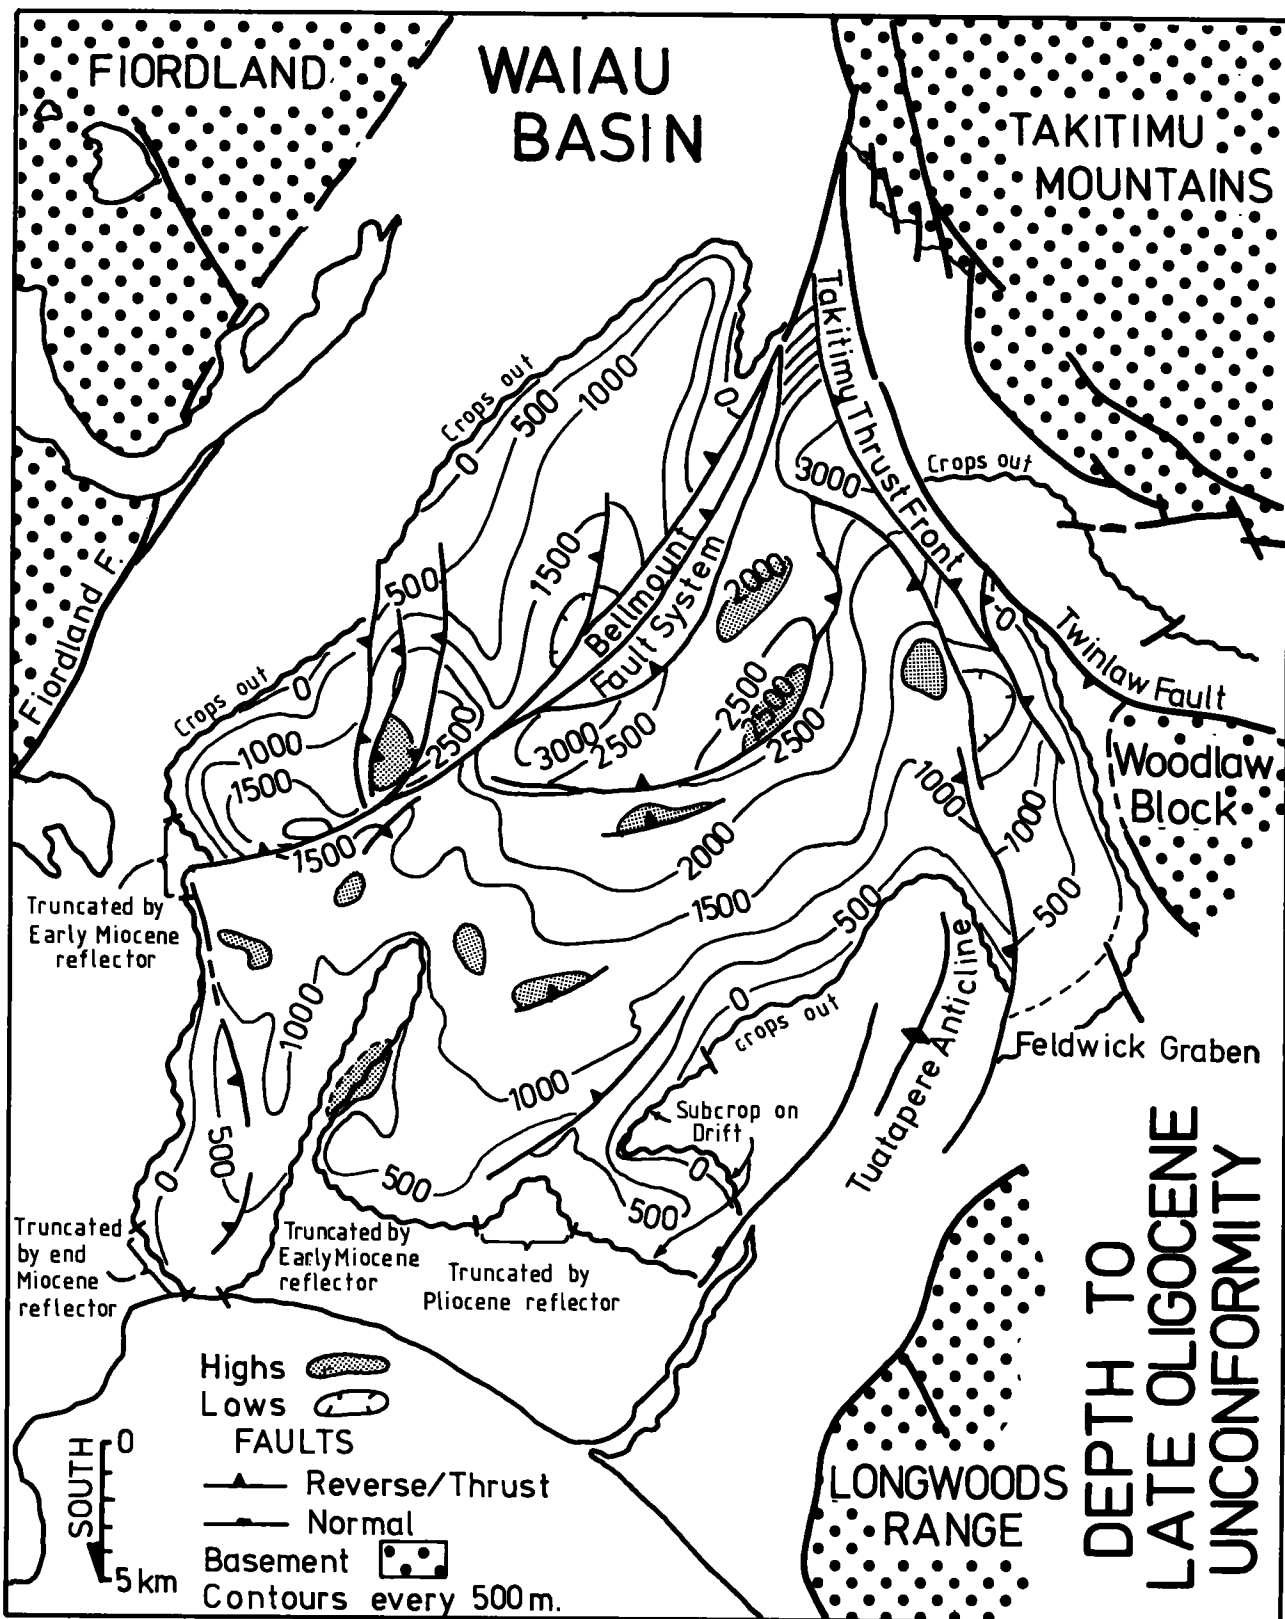 FIORDLAND
WAIAU
BASIN
TAKITIMU
MOUNTAINS
Takitimu Thrust Front
Crops out
0
500
1000
0
3000
Crops out
Fiordland F.
500
1500
Bellmount
Fault System
2000
0
Twinlaw Fault
Crops out
0
1000
1500
2500
3000
2500
2500
2500
2500
1000
1000
Woodlaw
Block
1500
2000
1500
500
500
Truncated by
Early Miocene
reflector
1000
0
crops out
Tuatapere Anticline
Feldwick Graben
1000
Subcrop on
Drift
500
0
500
0
500
Truncated
by end
Miocene
reflector
Truncated by
Early Miocene
reflector
Truncated by
Pliocene reflector
DEPTH TO
LATE OLIGOCENE
UNCONFORMITY
Highs
Lows
FAULTS
Reverse/Thrust
Normal
Basement
Contours every 500m.
SOUTH
0
5km
LONGWOODS
RANGE